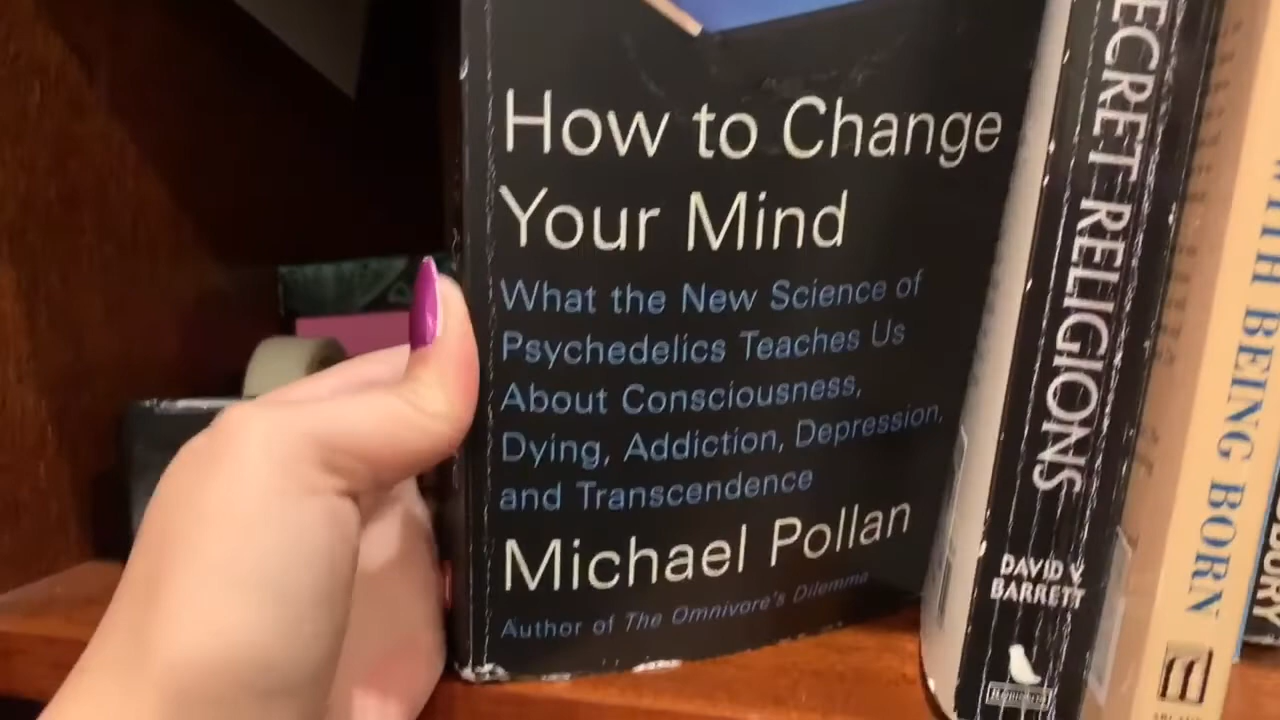 How to Change
Your Mind
What the New Science of
Psychedelics Teaches Us
About Consciousness,
Dying, Addiction, Depression,
and Transcendence
Michael Pollan
Author of The Omnivore's Dilemma
ECRET RELIGIONS
DAVID V.
BARRETT
BEING BORN